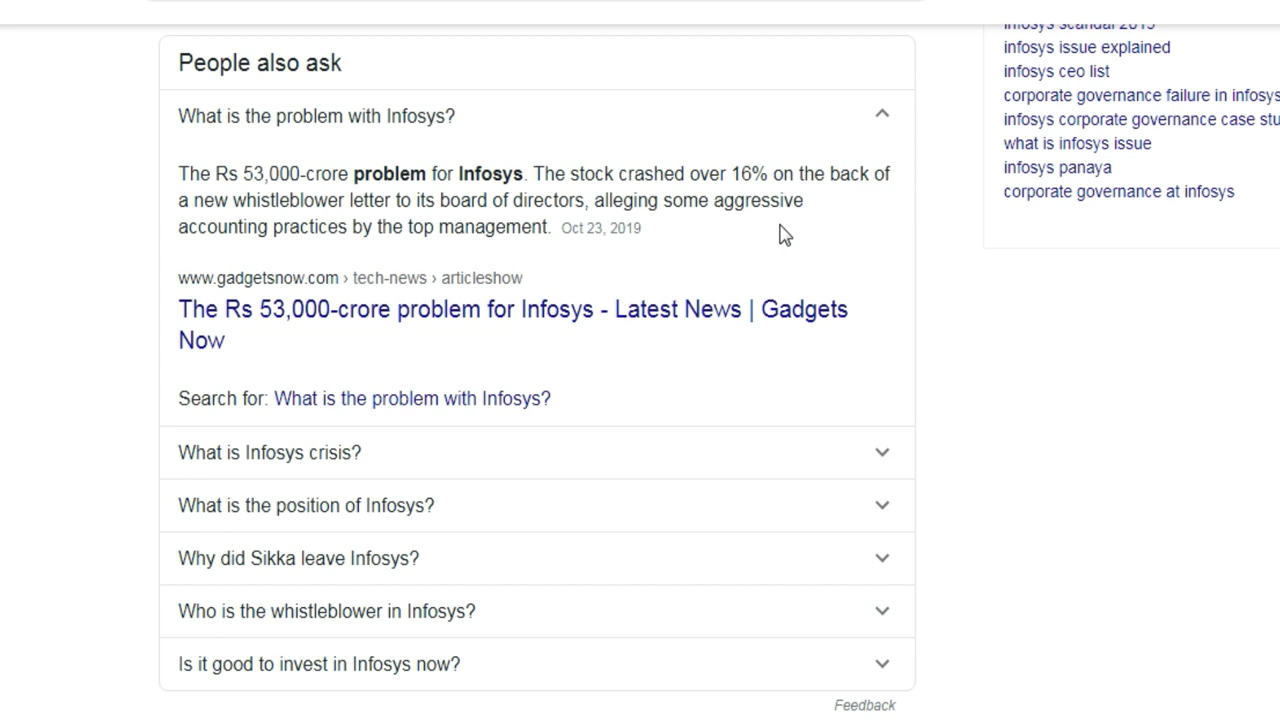 People also ask
What is the problem with Infosys?
The Rs 53,000-crore problem for Infosys. The stock crashed over 16% on the back of
a new whistleblower letter to its board of directors, alleging some aggressive
accounting practices by the top management. Oct 23, 2019
www.gadgetsnow.com › tech-news › articleshow
The Rs 53,000-crore problem for Infosys - Latest News | Gadgets
Now
Search for: What is the problem with Infosys?
What is Infosys crisis?
What is the position of Infosys?
Why did Sikka leave Infosys?
Who is the whistleblower in Infosys?
Is it good to invest in Infosys now?
Feedback
infosys scandal 2019
infosys issue explained
infosys ceo list
corporate governance failure in infosys
infosys corporate governance case stu
what is infosys issue
infosys panaya
corporate governance at infosys